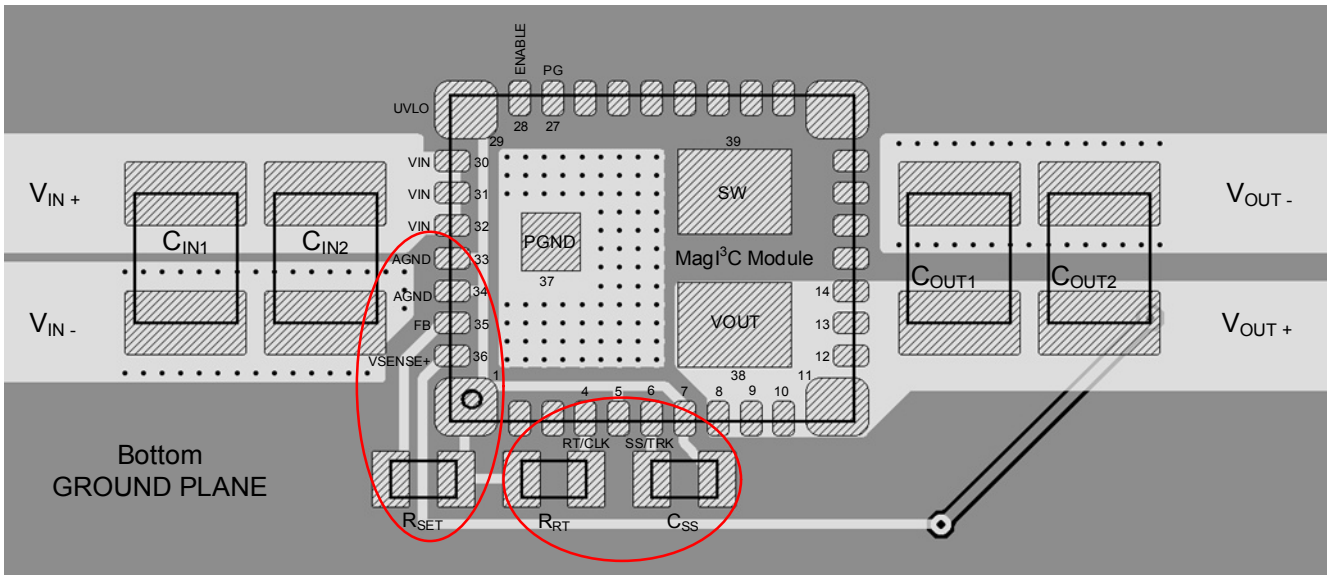 ENABLE
PG
UVLO
28
27
29
39
VIN
30
VIN
31
SW
VIN+
CIN1
CIN2
VIN
32
PGND
VOUT -
AGND
33
MagI³C Module
37
COUT1
COUT2
AGND
34
14
VIN -
FB
35
VOUT
13
VOUT +
VSENSE+
36
12
38
11
1
4
5
6
7
8
9
10
RT/CLK
SS/TRK
Bottom
GROUND PLANE
RSET
RRT
CSS